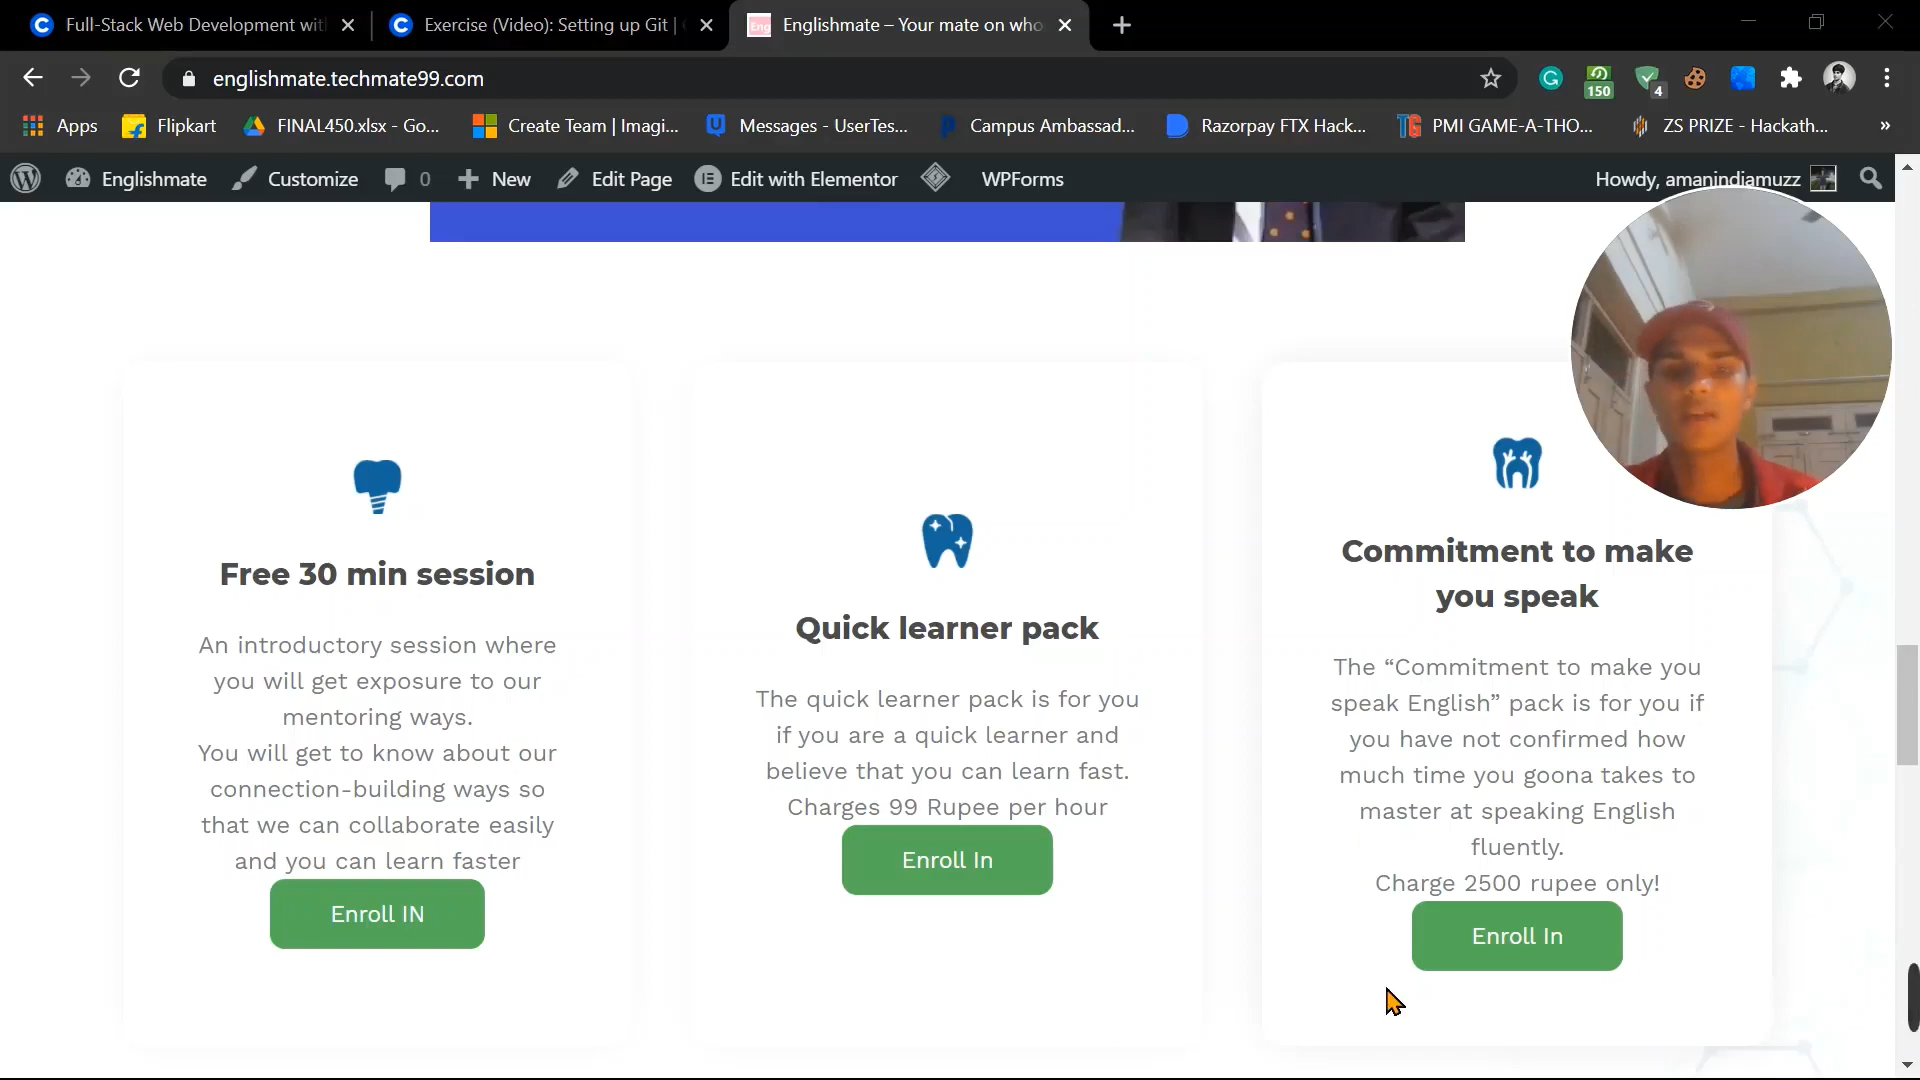 Full-Stack Web Development wit
Exercise (Video): Setting up Git |
Eng
Englishmate – Your mate on who
englishmate.techmate99.com
150
4
Apps
Flipkart
FINAL450.xlsx - Go...
Create Team | Imagi...
Messages - UserTes...
Campus Ambassad...
Razorpay FTX Hack...
PMI GAME-A-THO...
ZS PRIZE - Hackath...
»
Englishmate
Customize
0
New
Edit Page
Edit with Elementor
WPForms
Howdy, amanindiamuzz
Free 30 min session
An introductory session where
you will get exposure to our
mentoring ways.
You will get to know about our
connection-building ways so
that we can collaborate easily
and you can learn faster
Enroll IN
Quick learner pack
The quick learner pack is for you
if you are a quick learner and
believe that you can learn fast.
Charges 99 Rupee per hour
Enroll In
Commitment to make
you speak
The “Commitment to make you
speak English” pack is for you if
you have not confirmed how
much time you goona takes to
master at speaking English
fluently.
Charge 2500 rupee only!
Enroll In